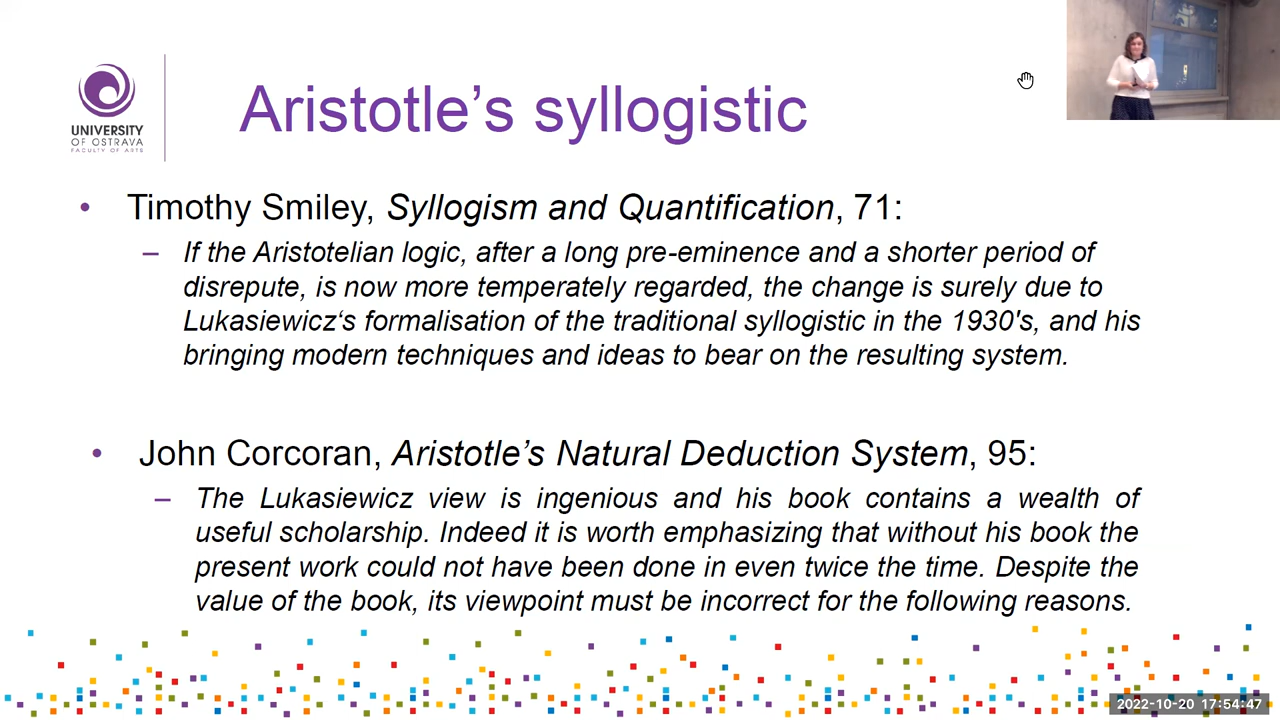 UNIVERSITY
OF OSTRAVA
FACULTY OF ARTS
Aristotle’s syllogistic
• Timothy Smiley, Syllogism and Quantification, 71:
– If the Aristotelian logic, after a long pre-eminence and a shorter period of
disrepute, is now more temperately regarded, the change is surely due to
Lukasiewicz‘s formalisation of the traditional syllogistic in the 1930's, and his
bringing modern techniques and ideas to bear on the resulting system.
• John Corcoran, Aristotle’s Natural Deduction System, 95:
– The Lukasiewicz view is ingenious and his book contains a wealth of
useful scholarship. Indeed it is worth emphasizing that without his book the
present work could not have been done in even twice the time. Despite the
value of the book, its viewpoint must be incorrect for the following reasons.
2022-10-20 17:54:47